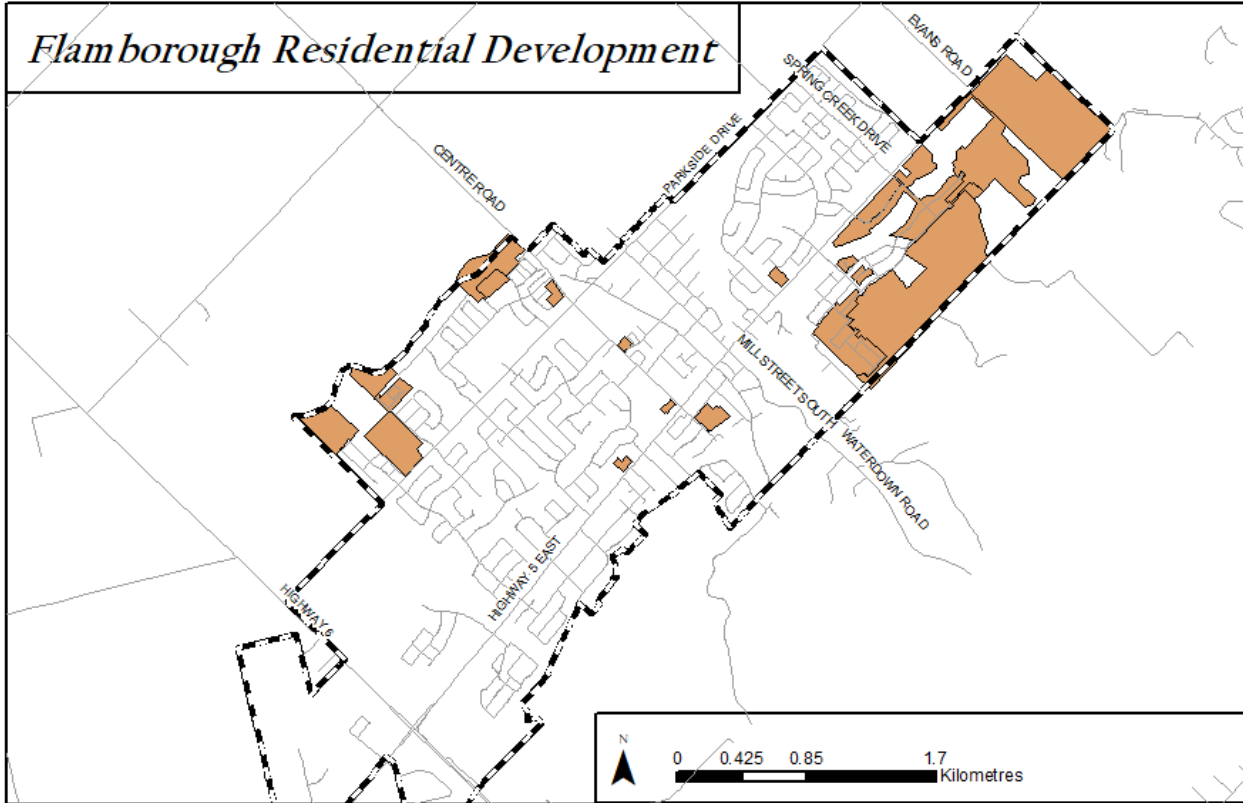 Flamborough Residential Development
EVANS ROAD
SPRING CREEK DRIVE
PARKSIDE DRIVE
CENTRE ROAD
MILL STREET SOUTH
WATERDOWN ROAD
HIGHWAY 5 EAST
HIGHWAY 6
N
0 0.425 0.85 1.7
Kilometres